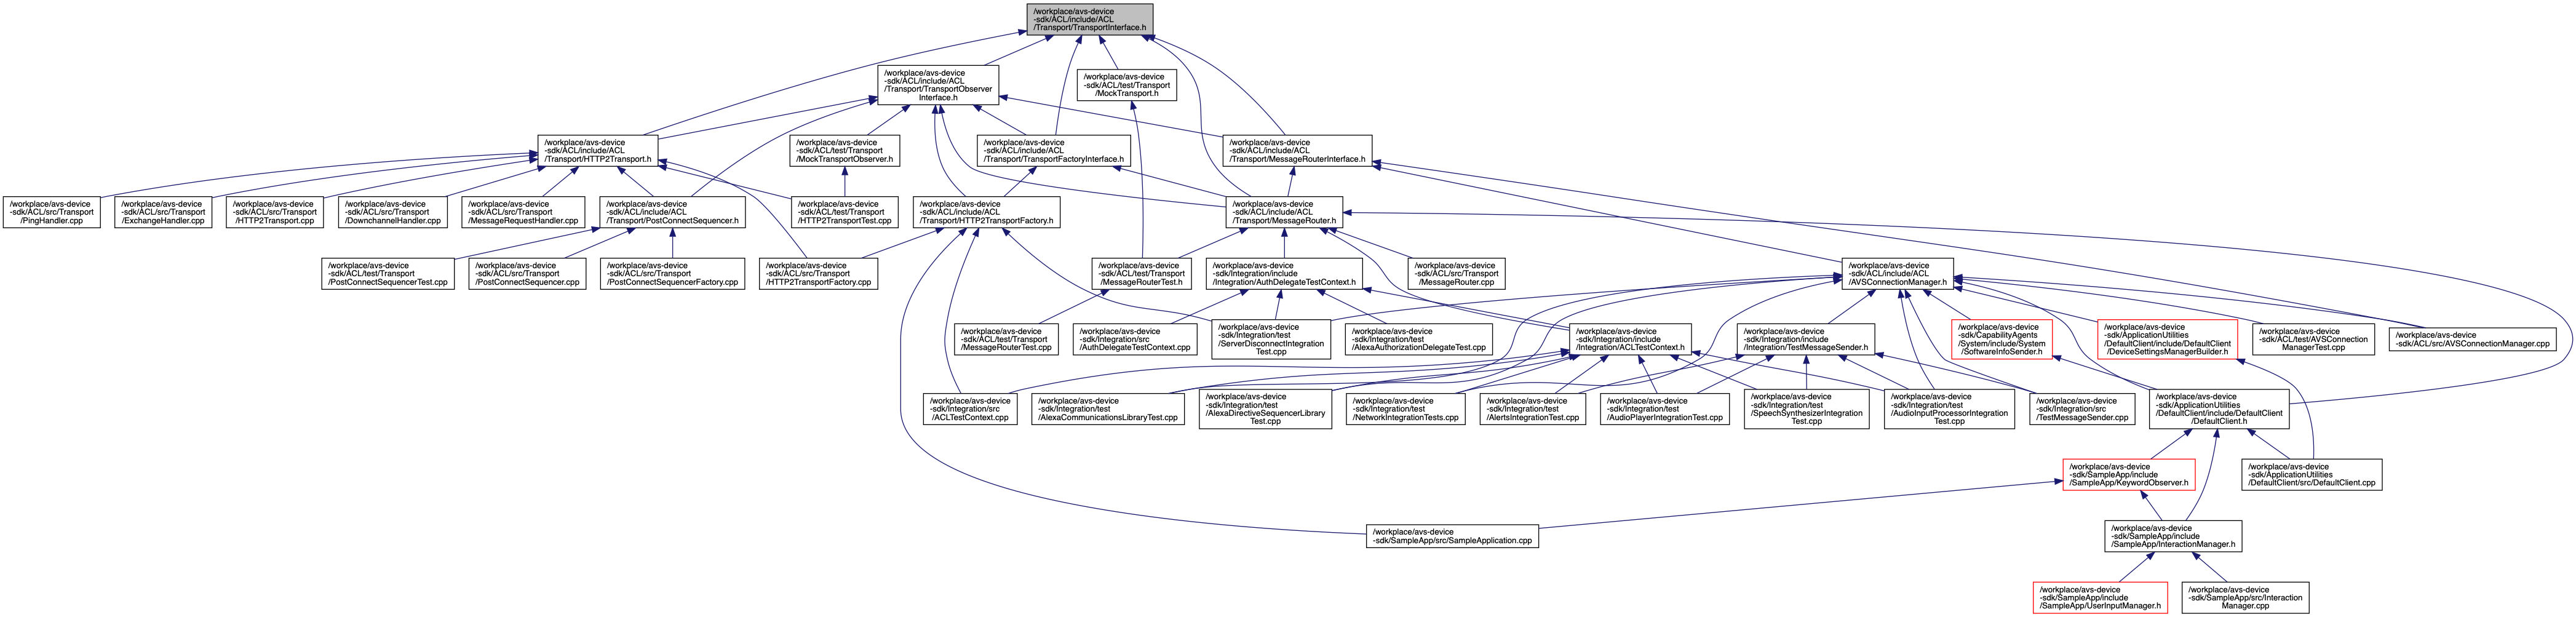 /workplace/avs-device
-sdk/ACL/include/ACL
/Transport/TransportInterface.h
/workplace/avs-device
-sdk/ACL/include/ACL
/Transport/TransportObserver
Interface.h
/workplace/avs-device
-sdk/ACL/test/Transport
/MockTransport.h
/workplace/avs-device
-sdk/ACL/include/ACL
/Transport/HTTP2Transport.h
/workplace/avs-device
-sdk/ACL/test/Transport
/MockTransportObserver.h
/workplace/avs-device
-sdk/ACL/include/ACL
/Transport/TransportFactoryInterface.h
/workplace/avs-device
-sdk/ACL/include/ACL
/Transport/MessageRouterInterface.h
/workplace/avs-device
-sdk/ACL/src/Transport
/PingHandler.cpp
/workplace/avs-device
-sdk/ACL/src/Transport
/ExchangeHandler.cpp
/workplace/avs-device
-sdk/ACL/src/Transport
/HTTP2Transport.cpp
/workplace/avs-device
-sdk/ACL/src/Transport
/DownchannelHandler.cpp
/workplace/avs-device
-sdk/ACL/src/Transport
/MessageRequestHandler.cpp
/workplace/avs-device
-sdk/ACL/include/ACL
/Transport/PostConnectSequencer.h
/workplace/avs-device
-sdk/ACL/test/Transport
/HTTP2TransportTest.cpp
/workplace/avs-device
-sdk/ACL/include/ACL
/Transport/HTTP2TransportFactory.h
/workplace/avs-device
-sdk/ACL/include/ACL
/Transport/MessageRouter.h
/workplace/avs-device
-sdk/ACL/test/Transport
/PostConnectSequencerTest.cpp
/workplace/avs-device
-sdk/ACL/src/Transport
/PostConnectSequencer.cpp
/workplace/avs-device
-sdk/ACL/src/Transport
/PostConnectSequencerFactory.cpp
/workplace/avs-device
-sdk/ACL/src/Transport
/HTTP2TransportFactory.cpp
/workplace/avs-device
-sdk/ACL/test/Transport
/MessageRouterTest.h
/workplace/avs-device
-sdk/Integration/include
/Integration/AuthDelegateTestContext.h
/workplace/avs-device
-sdk/ACL/src/Transport
/MessageRouter.cpp
/workplace/avs-device
-sdk/ACL/include/ACL
/AVSConnectionManager.h
/workplace/avs-device
-sdk/ACL/test/Transport
/MessageRouterTest.cpp
/workplace/avs-device
-sdk/Integration/src
/AuthDelegateTestContext.cpp
/workplace/avs-device
-sdk/Integration/test
/ServerDisconnectIntegration
Test.cpp
/workplace/avs-device
-sdk/Integration/test
/AlexaAuthorizationDelegateTest.cpp
/workplace/avs-device
-sdk/Integration/include
/Integration/ACLTestContext.h
/workplace/avs-device
-sdk/Integration/include
/Integration/TestMessageSender.h
/workplace/avs-device
-sdk/CapabilityAgents
/System/include/System
/SoftwareInfoSender.h
/workplace/avs-device
-sdk/ApplicationUtilities
/DefaultClient/include/DefaultClient
/DeviceSettingsManagerBuilder.h
/workplace/avs-device
-sdk/ACL/test/AVSConnection
ManagerTest.cpp
/workplace/avs-device
-sdk/ACL/src/AVSConnectionManager.cpp
/workplace/avs-device
-sdk/Integration/src
/ACLTestContext.cpp
/workplace/avs-device
-sdk/Integration/test
/AlexaCommunicationsLibraryTest.cpp
/workplace/avs-device
-sdk/Integration/test
/AlexaDirectiveSequencerLibrary
Test.cpp
/workplace/avs-device
-sdk/Integration/test
/NetworkIntegrationTests.cpp
/workplace/avs-device
-sdk/Integration/test
/AlertsIntegrationTest.cpp
/workplace/avs-device
-sdk/Integration/test
/AudioPlayerIntegrationTest.cpp
/workplace/avs-device
-sdk/Integration/test
/SpeechSynthesizerIntegration
Test.cpp
/workplace/avs-device
-sdk/Integration/test
/AudioInputProcessorIntegration
Test.cpp
/workplace/avs-device
-sdk/Integration/src
/TestMessageSender.cpp
/workplace/avs-device
-sdk/ApplicationUtilities
/DefaultClient/include/DefaultClient
/DefaultClient.h
/workplace/avs-device
-sdk/SampleApp/include
/SampleApp/KeywordObserver.h
/workplace/avs-device
-sdk/ApplicationUtilities
/DefaultClient/src/DefaultClient.cpp
/workplace/avs-device
-sdk/SampleApp/src/SampleApplication.cpp
/workplace/avs-device
-sdk/SampleApp/include
/SampleApp/InteractionManager.h
/workplace/avs-device
-sdk/SampleApp/include
/SampleApp/UserInputManager.h
/workplace/avs-device
-sdk/SampleApp/src/Interaction
Manager.cpp